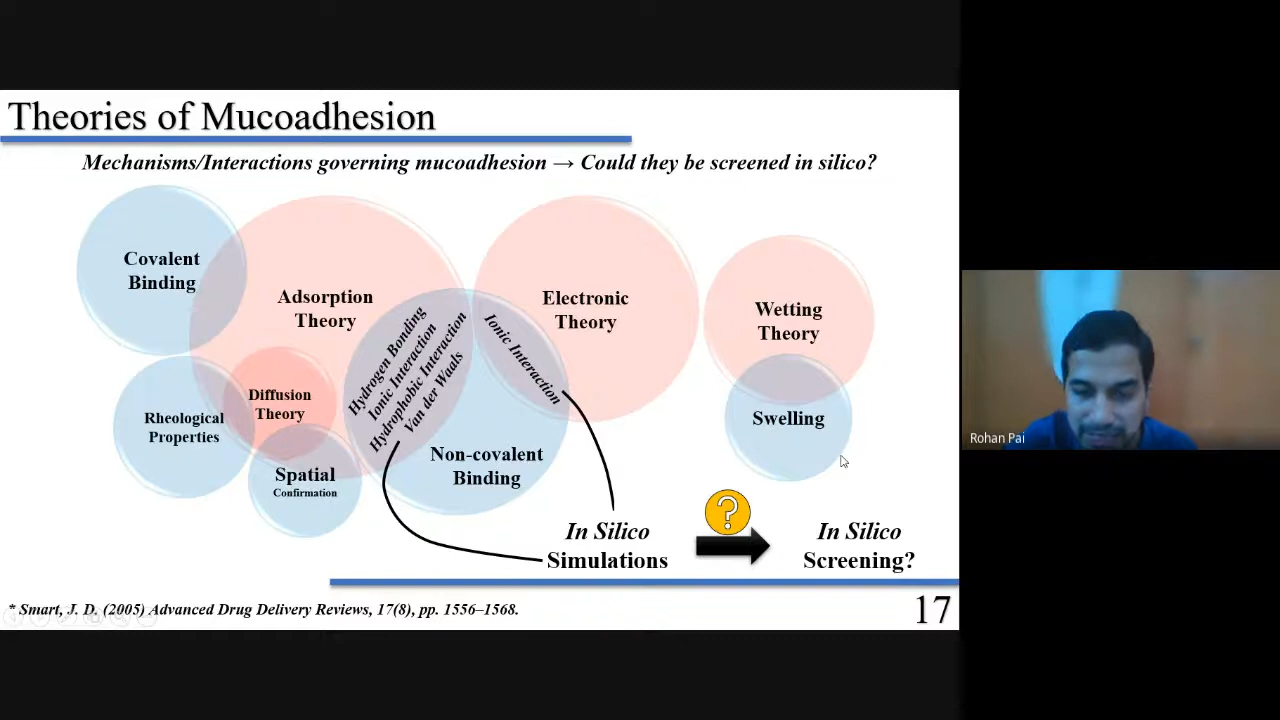 Theories of Mucoadhesion
Mechanisms/Interactions governing mucoadhesion → Could they be screened in silico?
Covalent
Binding
Adsorption
Theory
Electronic
Theory
Wetting
Theory
Hydrogen Bonding
Ionic Interaction
Hydrophobic Interaction
Van der Waals
Ionic Interaction
Diffusion
Theory
Rheological
Properties
Spatial
Confirmation
Non-covalent
Binding
Swelling
In Silico
Simulations
?
In Silico
Screening?
* Smart, J. D. (2005) Advanced Drug Delivery Reviews, 17(8), pp. 1556–1568.
17
Rohan Pai